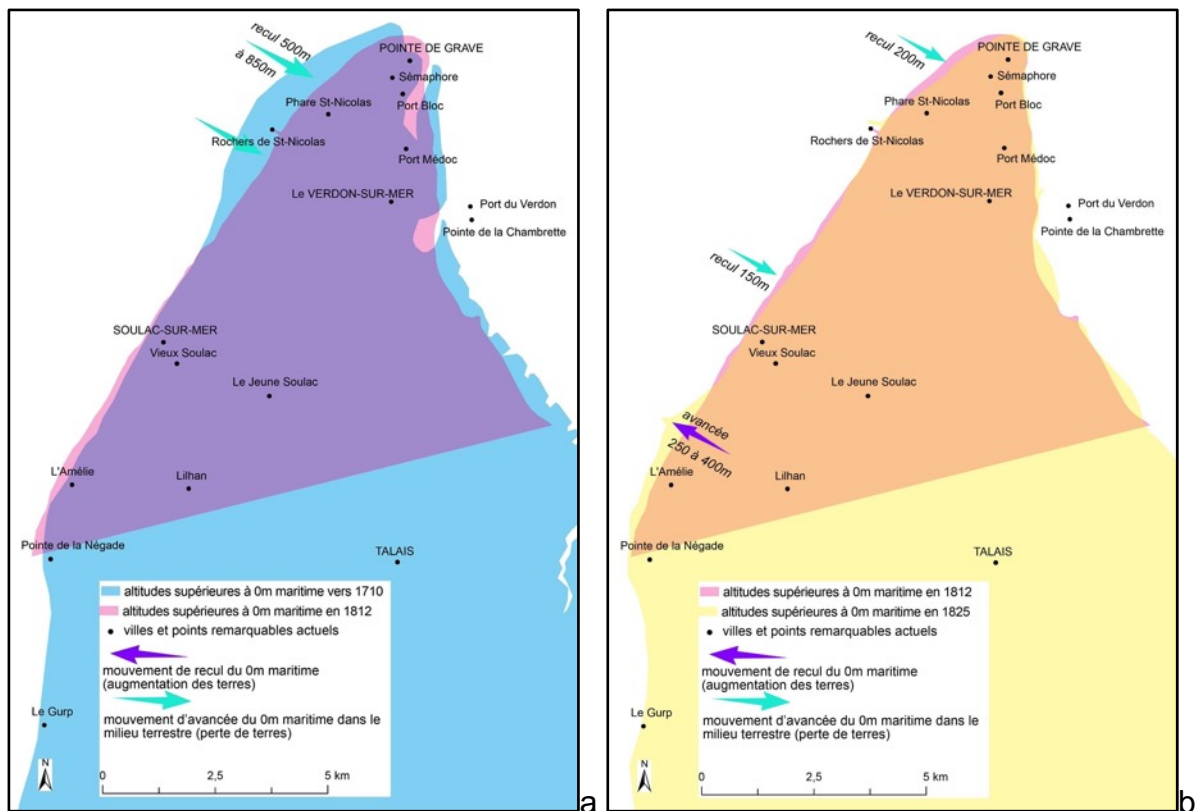 recul 500m
à 850m
POINTE DE GRAVE
Sémaphore
Phare St-Nicolas
Port Bloc
Rochers de St-Nicolas
Port Médoc
Le VERDON-SUR-MER
Port du Verdon
Pointe de la Chambrette
SOULAC-SUR-MER
Vieux Soulac
Le Jeune Soulac
L'Amélie
Lilhan
Pointe de la Négade
TALAIS
altitudes supérieures à 0m maritime vers 1710
altitudes supérieures à 0m maritime en 1812
villes et points remarquables actuels
mouvement de recul du 0m maritime
(augmentation des terres)
mouvement d'avancée du 0m maritime dans le
milieu terrestre (perte de terres)
Le Gurp
N
0 2,5 5 km
a
recul 200m
POINTE DE GRAVE
Sémaphore
Phare St-Nicolas
Port Bloc
Rochers de St-Nicolas
Port Médoc
Le VERDON-SUR-MER
Port du Verdon
Pointe de la Chambrette
recul 150m
SOULAC-SUR-MER
Vieux Soulac
Le Jeune Soulac
avancée
250 à 400m
L'Amélie
Lilhan
Pointe de la Négade
TALAIS
altitudes supérieures à 0m maritime en 1812
altitudes supérieures à 0m maritime en 1825
villes et points remarquables actuels
mouvement de recul du 0m maritime
(augmentation des terres)
mouvement d'avancée du 0m maritime dans le
milieu terrestre (perte de terres)
Le Gurp
N
0 2,5 5 km
b